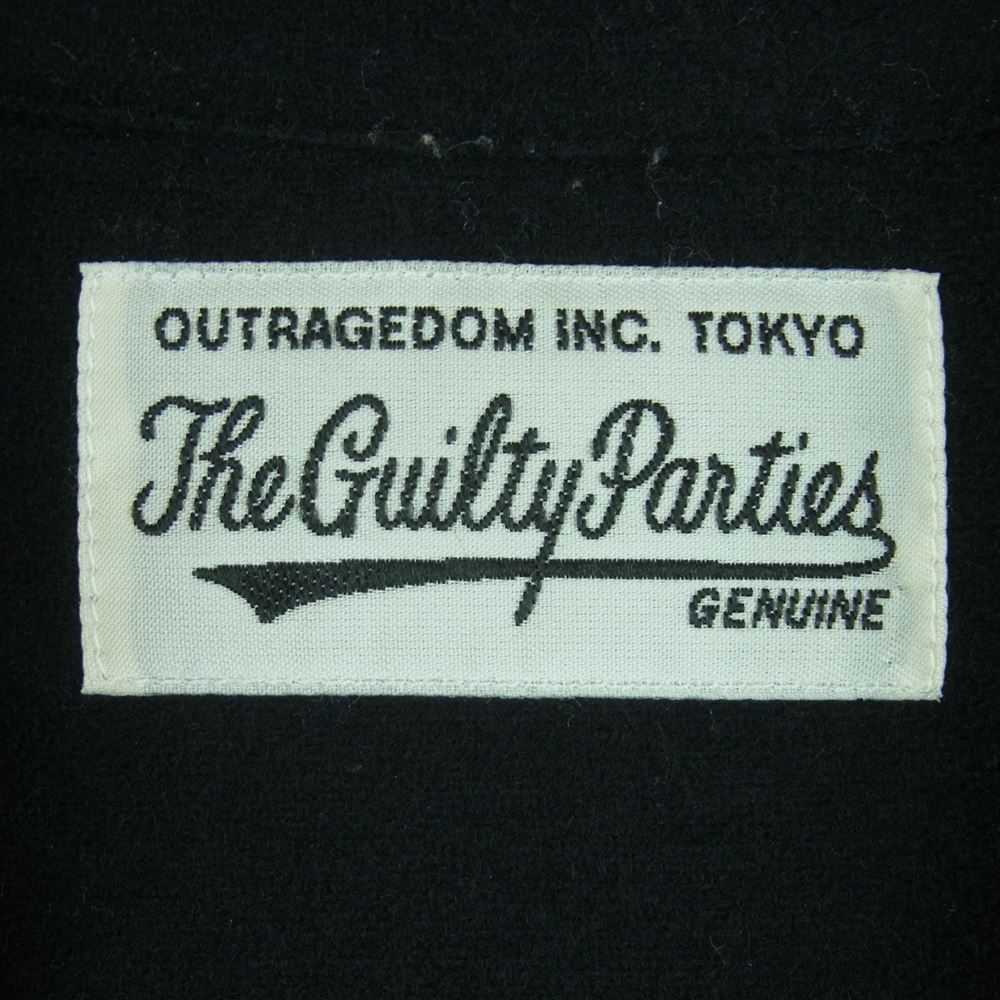 OUTRAGEDOM INC. TOKYO
The Guilty Parties
GENUINE